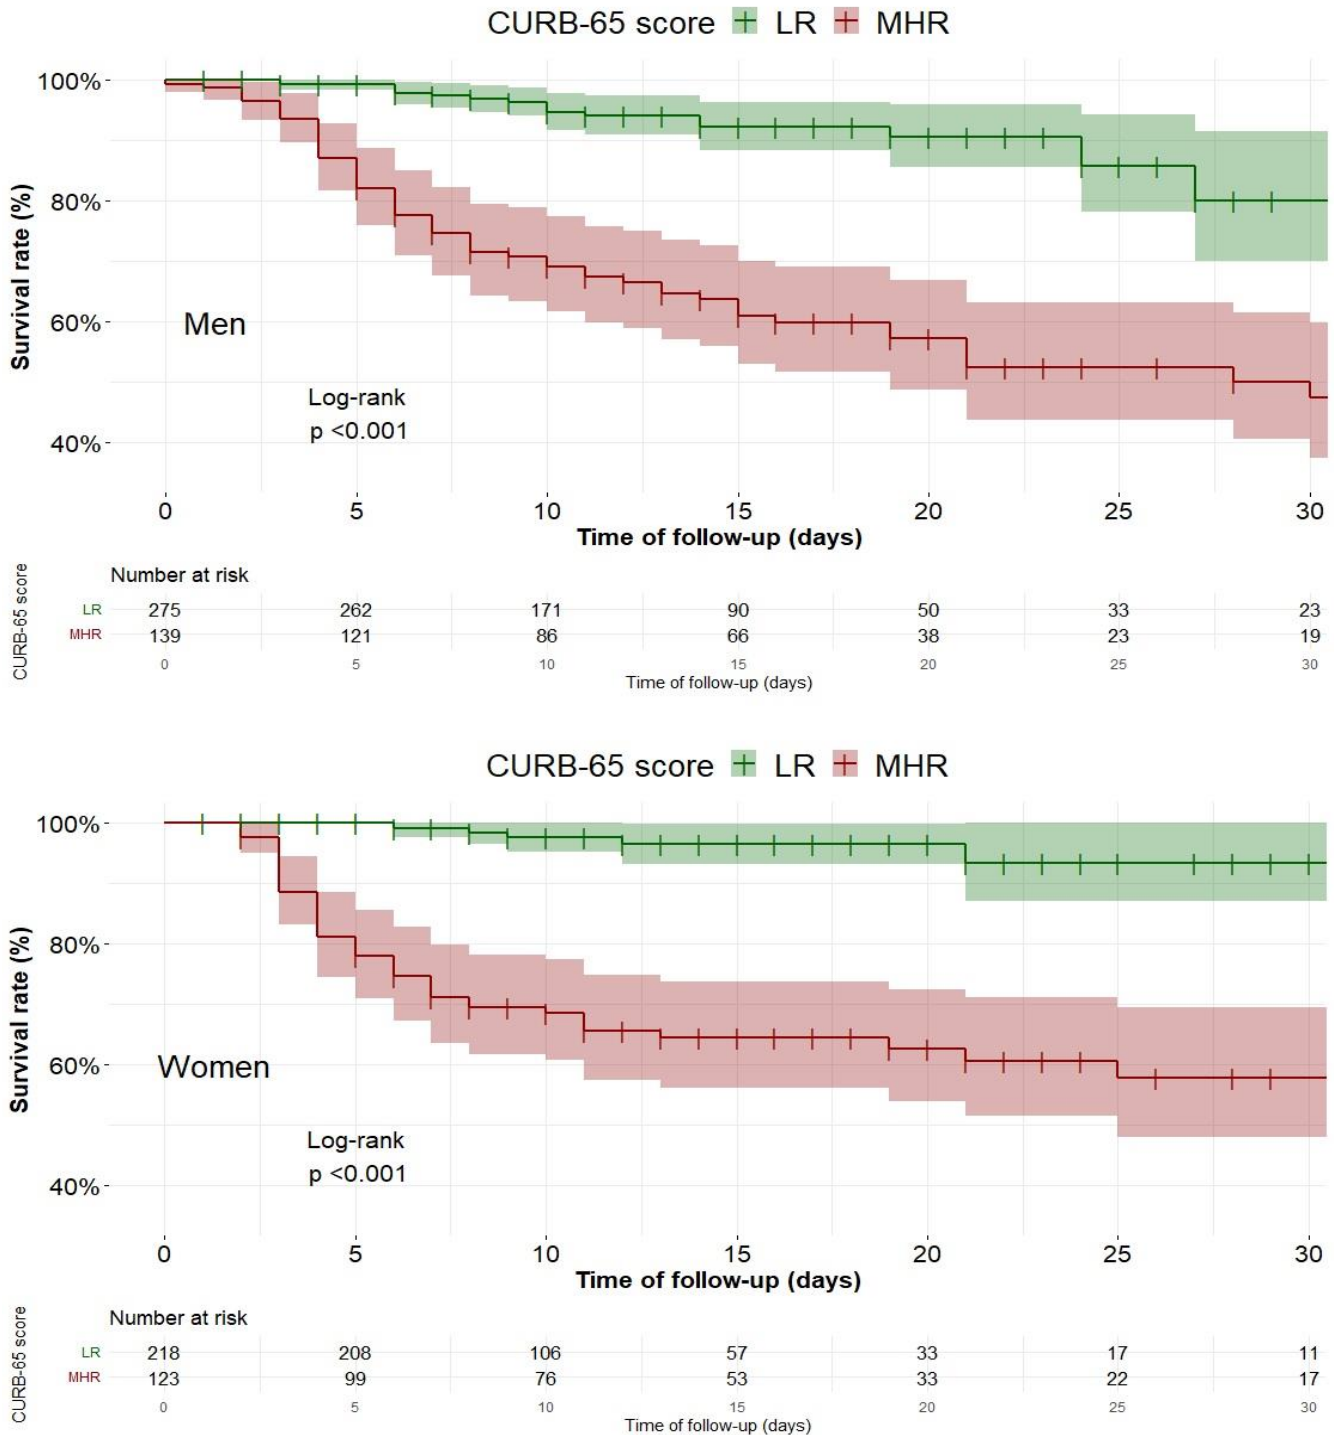 CURB-65 score LR MHR
100%
80%
60%
40%
Survival rate (%)
Men
Log-rank
p <0.001
0 5 10 15 20 25 30
Time of follow-up (days)
Number at risk
CURB-65 score
LR 275 262 171 90 50 33 23
MHR 139 121 86 66 38 23 19
0 5 10 15 20 25 30
Time of follow-up (days)
CURB-65 score LR MHR
100%
80%
60%
40%
Survival rate (%)
Women
Log-rank
p <0.001
0 5 10 15 20 25 30
Time of follow-up (days)
Number at risk
CURB-65 score
LR 218 208 106 57 33 17 11
MHR 123 99 76 53 33 22 17
0 5 10 15 20 25 30
Time of follow-up (days)